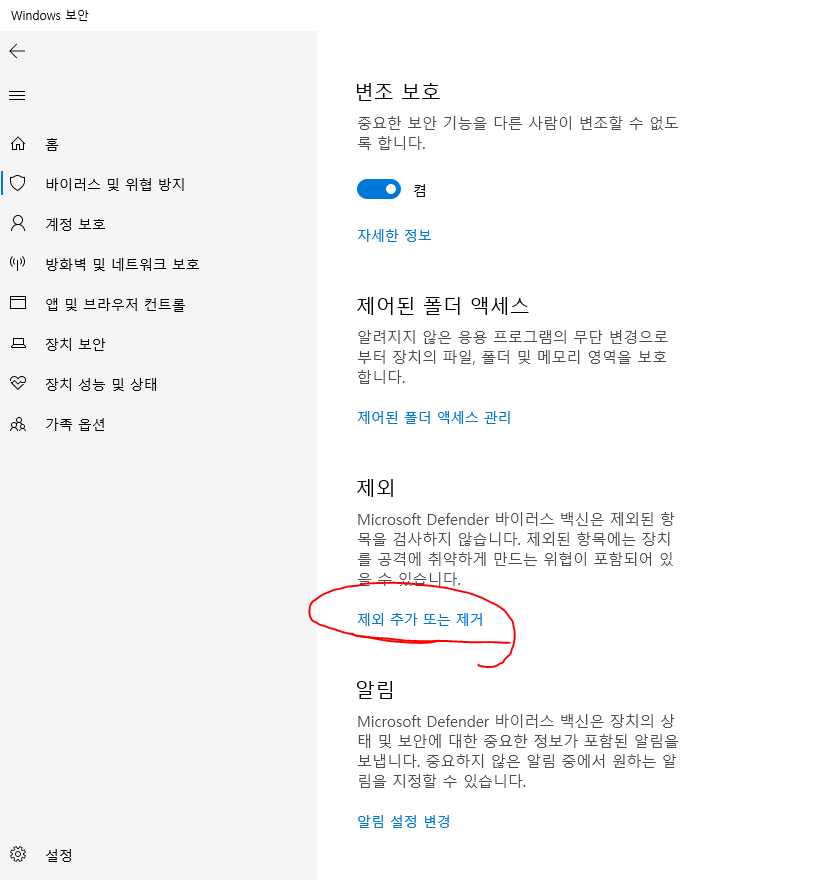 Windows 보안
홈
바이러스 및 위협 방지
계정 보호
방화벽 및 네트워크 보호
앱 및 브라우저 컨트롤
장치 보안
장치 성능 및 상태
가족 옵션
설정
변조 보호
중요한 보안 기능을 다른 사람이 변조할 수 없도
록 합니다.
켬
자세한 정보
제어된 폴더 액세스
알려지지 않은 응용 프로그램의 무단 변경으로
부터 장치의 파일, 폴더 및 메모리 영역을 보호
합니다.
제어된 폴더 액세스 관리
제외
Microsoft Defender 바이러스 백신은 제외된 항
목을 검사하지 않습니다. 제외된 항목에는 장치
를 공격에 취약하게 만드는 위협이 포함되어 있
을 수 있습니다.
제외 추가 또는 제거
알림
Microsoft Defender 바이러스 백신은 장치의 상
태 및 보안에 대한 중요한 정보가 포함된 알림을
보냅니다. 중요하지 않은 알림 중에서 원하는 알
림을 지정할 수 있습니다.
알림 설정 변경